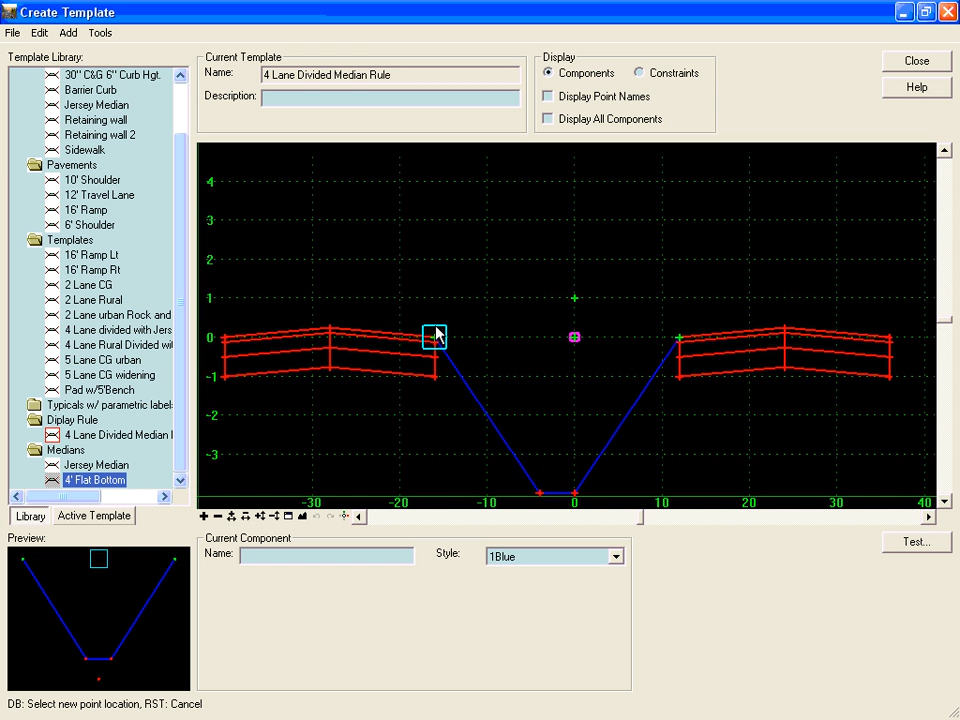 Create Template
File Edit Add Tools
Template Library:
30" C&G 6" Curb Hgt.
Barrier Curb
Jersey Median
Retaining wall
Retaining wall 2
Sidewalk
Pavements
10' Shoulder
12' Travel Lane
16' Ramp
6' Shoulder
Templates
16' Ramp Lt
16' Ramp Rt
2 Lane CG
2 Lane Rural
2 Lane urban Rock and
4 Lane divided with Jers
4 Lane Rural Divided wi
5 Lane CG urban
5 Lane CG widening
Pad w/5'Bench
Typicals w/ parametric label
Diplay Rule
4 Lane Divided Median
Medians
Jersey Median
4' Flat Bottom
Library Active Template
Preview:
Current Template
Name: 4 Lane Divided Median Rule
Description:
Display
Components Constraints
Display Point Names
Display All Components
Close
Help
4
3
2
1
0
-1
-2
-3
-30 -20 -10 0 10 20 30 40
Current Component
Name: Style: 1Blue
Test...
DB: Select new point location, RST: Cancel